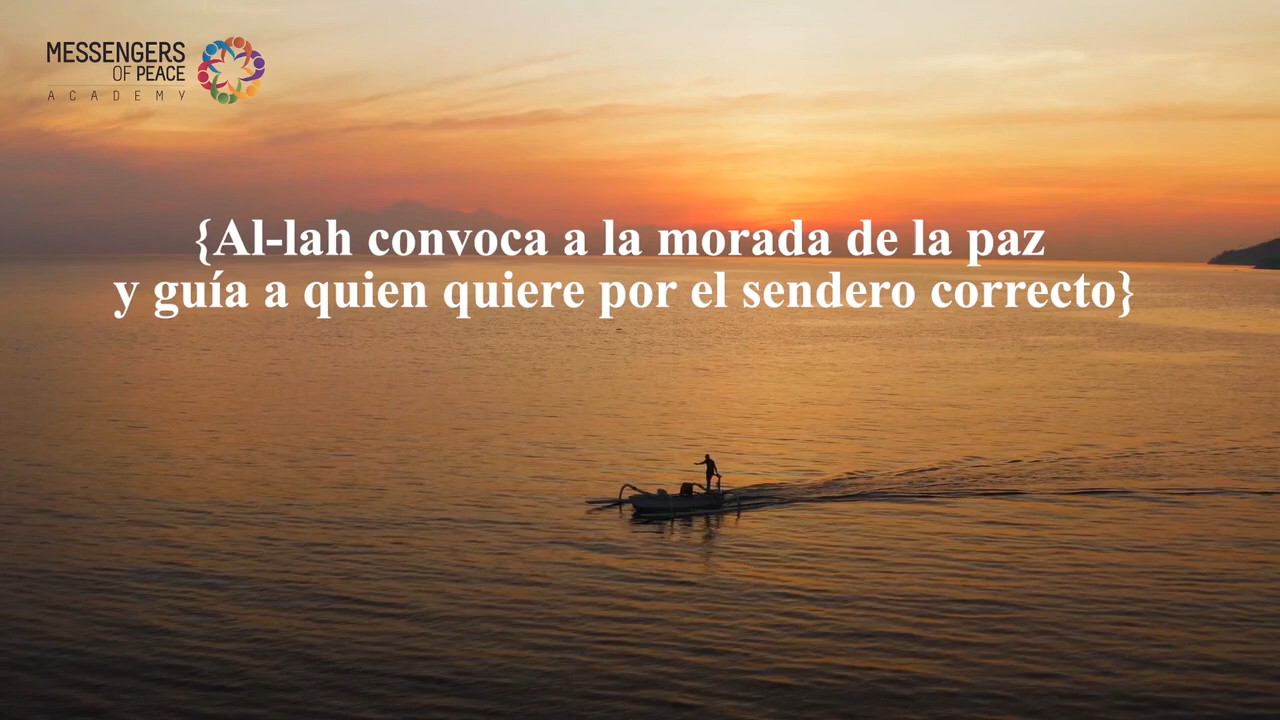 MESSENGERS
OF PEACE
ACADEMY
{Al-lah convoca a la morada de la paz
y guía a quien quiere por el sendero correcto}